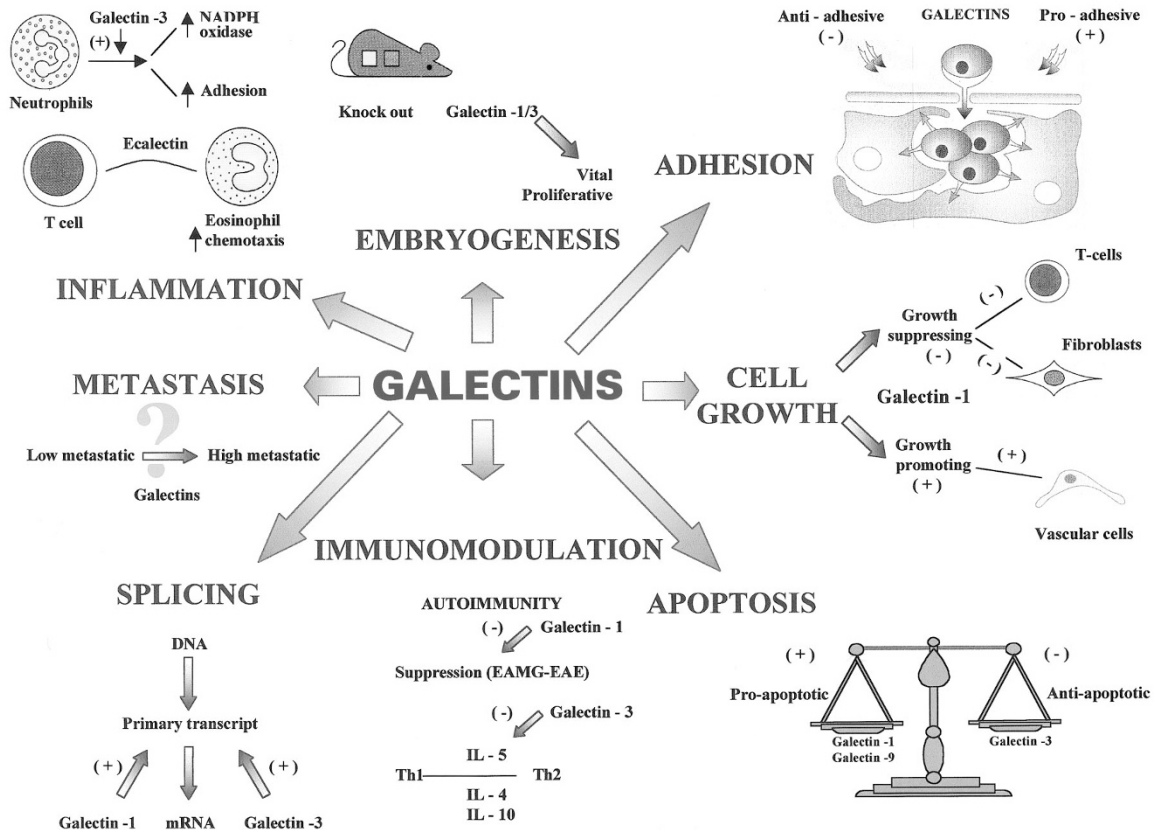 Galectin -3
(+)
NADPH
oxidase
Adhesion
Neutrophils
Ecalectin
T cell
Eosinophil
chemotaxis
INFLAMMATION
Knock out
Galectin -1/3
Vital
Proliferative
EMBRYOGENESIS
Anti - adhesive
(-)
GALECTINS
Pro - adhesive
(+)
ADHESION
METASTASIS
?
Low metastatic
High metastatic
Galectins
GALECTINS
CELL
GROWTH
Growth
suppressing
(-)
(-)
T-cells
(-)
Fibroblasts
Galectin -1
Growth
promoting
(+)
(+)
Vascular cells
SPLICING
DNA
Primary transcript
(+)
(+)
Galectin -1
mRNA
Galectin -3
IMMUNOMODULATION
AUTOIMMUNITY
(-)
Galectin - 1
Suppression (EAMG-EAE)
(-)
Galectin - 3
IL - 5
Th1
Th2
IL - 4
IL - 10
APOPTOSIS
(+)
(-)
Pro-apoptotic
Anti-apoptotic
Galectin -1
Galectin -9
Galectin -3